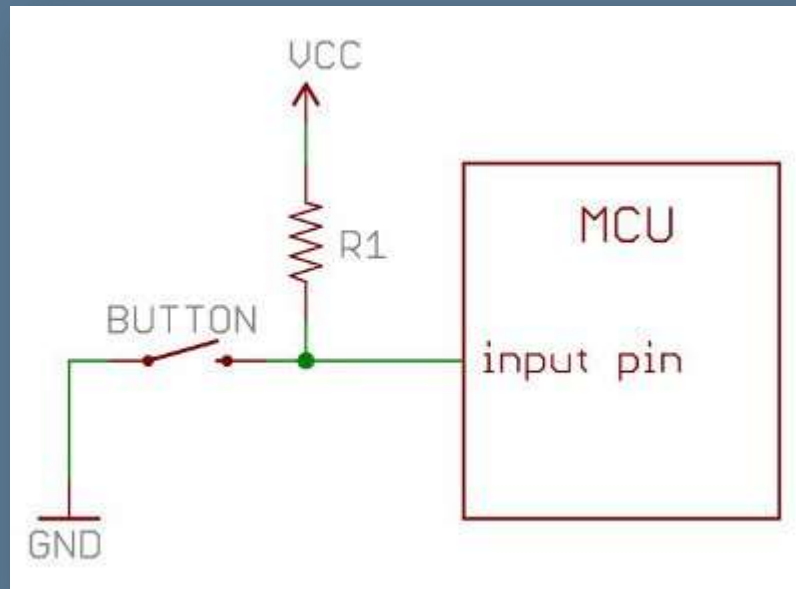 VCC
R1
MCU
BUTTON
input pin
GND